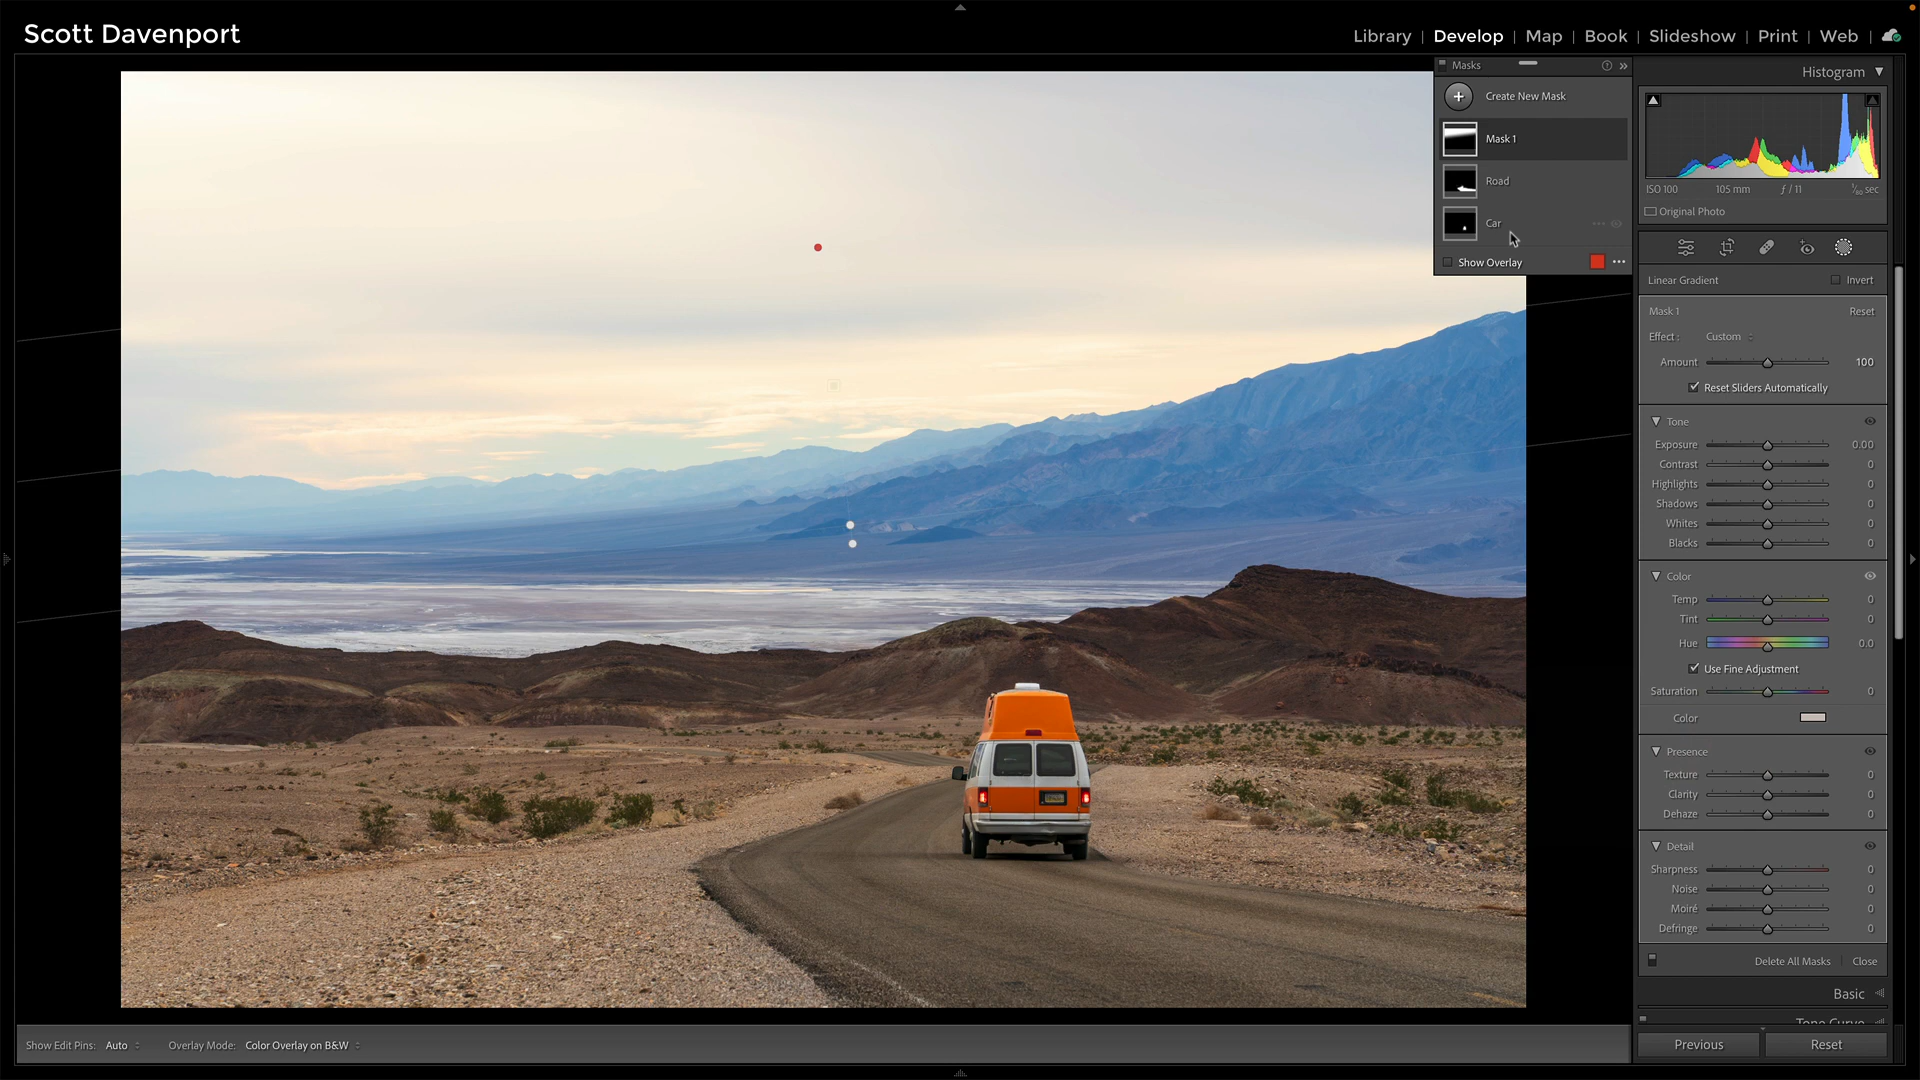 Scott Davenport
Library | Develop | Map | Book | Slideshow | Print | Web |
Masks
Create New Mask
Mask 1
Road
Car
Show Overlay
Histogram
ISO 100 105 mm ƒ / 11 1/80 sec
Original Photo
Linear Gradient Invert
Mask 1 Reset
Effect : Custom
Amount 100
Reset Sliders Automatically
Tone
Exposure 0.00
Contrast 0
Highlights 0
Shadows 0
Whites 0
Blacks 0
Color
Temp 0
Tint 0
Hue 0.0
Use Fine Adjustment
Saturation 0
Color
Presence
Texture 0
Clarity 0
Dehaze 0
Detail
Sharpness 0
Noise 0
Moiré 0
Defringe 0
Delete All Masks Close
Basic
Tone Curve
Previous Reset
Show Edit Pins: Auto Overlay Mode: Color Overlay on B&W